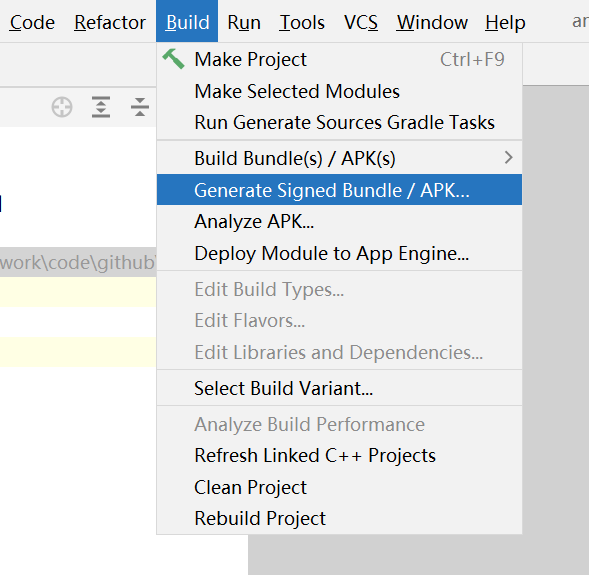 Code Refactor Build Run Tools VCS Window Help ar
Make Project Ctrl+F9
Make Selected Modules
Run Generate Sources Gradle Tasks
Build Bundle(s) / APK(s)
Generate Signed Bundle / APK...
Analyze APK...
Deploy Module to App Engine...
work\code\github\
Edit Build Types...
Edit Flavors...
Edit Libraries and Dependencies...
Select Build Variant...
Analyze Build Performance
Refresh Linked C++ Projects
Clean Project
Rebuild Project